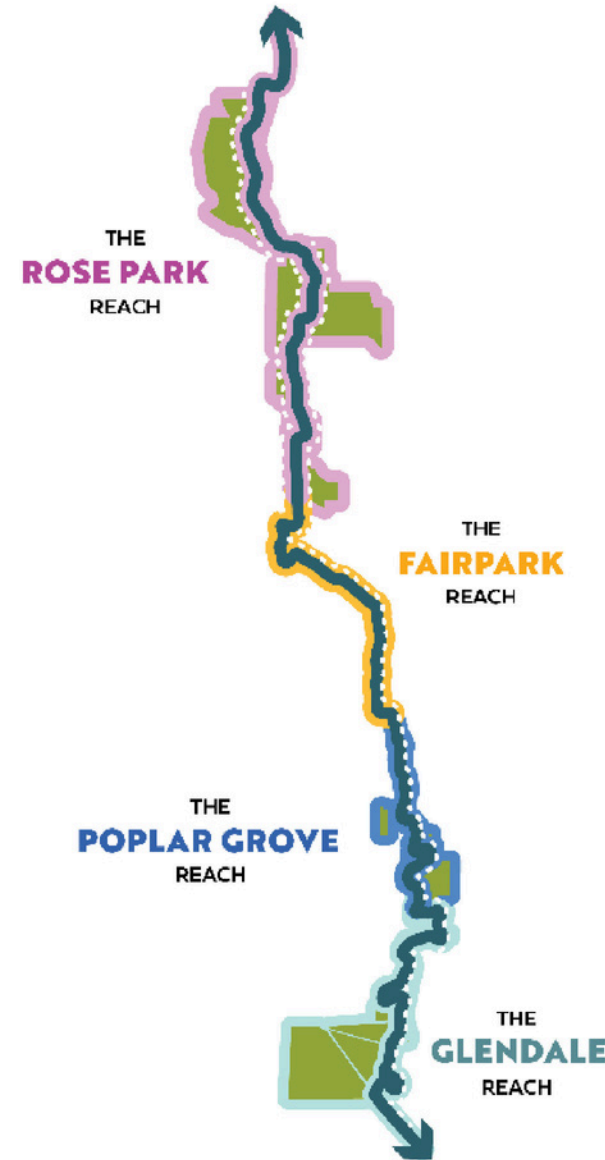 THE
ROSE PARK
REACH
THE
FAIRPARK
REACH
THE
POPLAR GROVE
REACH
THE
GLENDALE
REACH